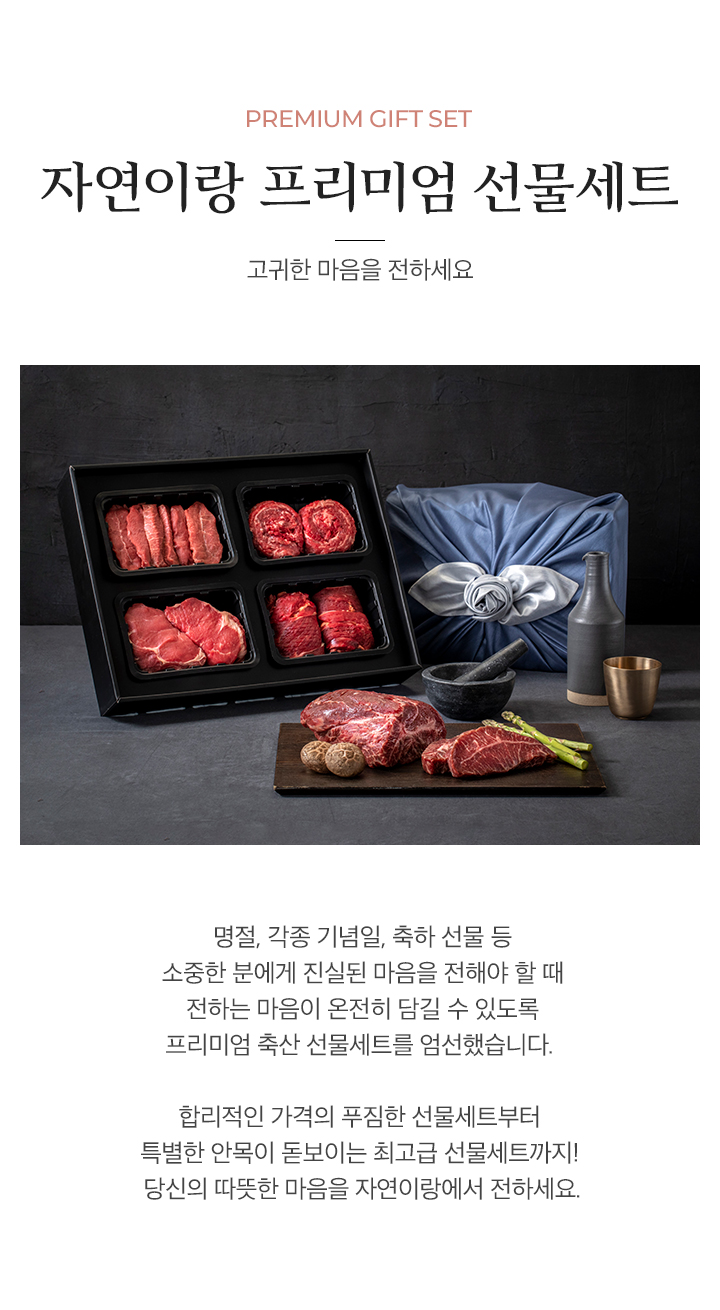 PREMIUM GIFT SET
자연이랑 프리미엄 선물세트
고귀한 마음을 전하세요
명절, 각종 기념일, 축하 선물 등
소중한 분에게 진실된 마음을 전해야 할 때
전하는 마음이 온전히 담길 수 있도록
프리미엄 축산 선물세트를 엄선했습니다.
합리적인 가격의 푸짐한 선물세트부터
특별한 안목이 돋보이는 최고급 선물세트까지!
당신의 따뜻한 마음을 자연이랑에서 전하세요.